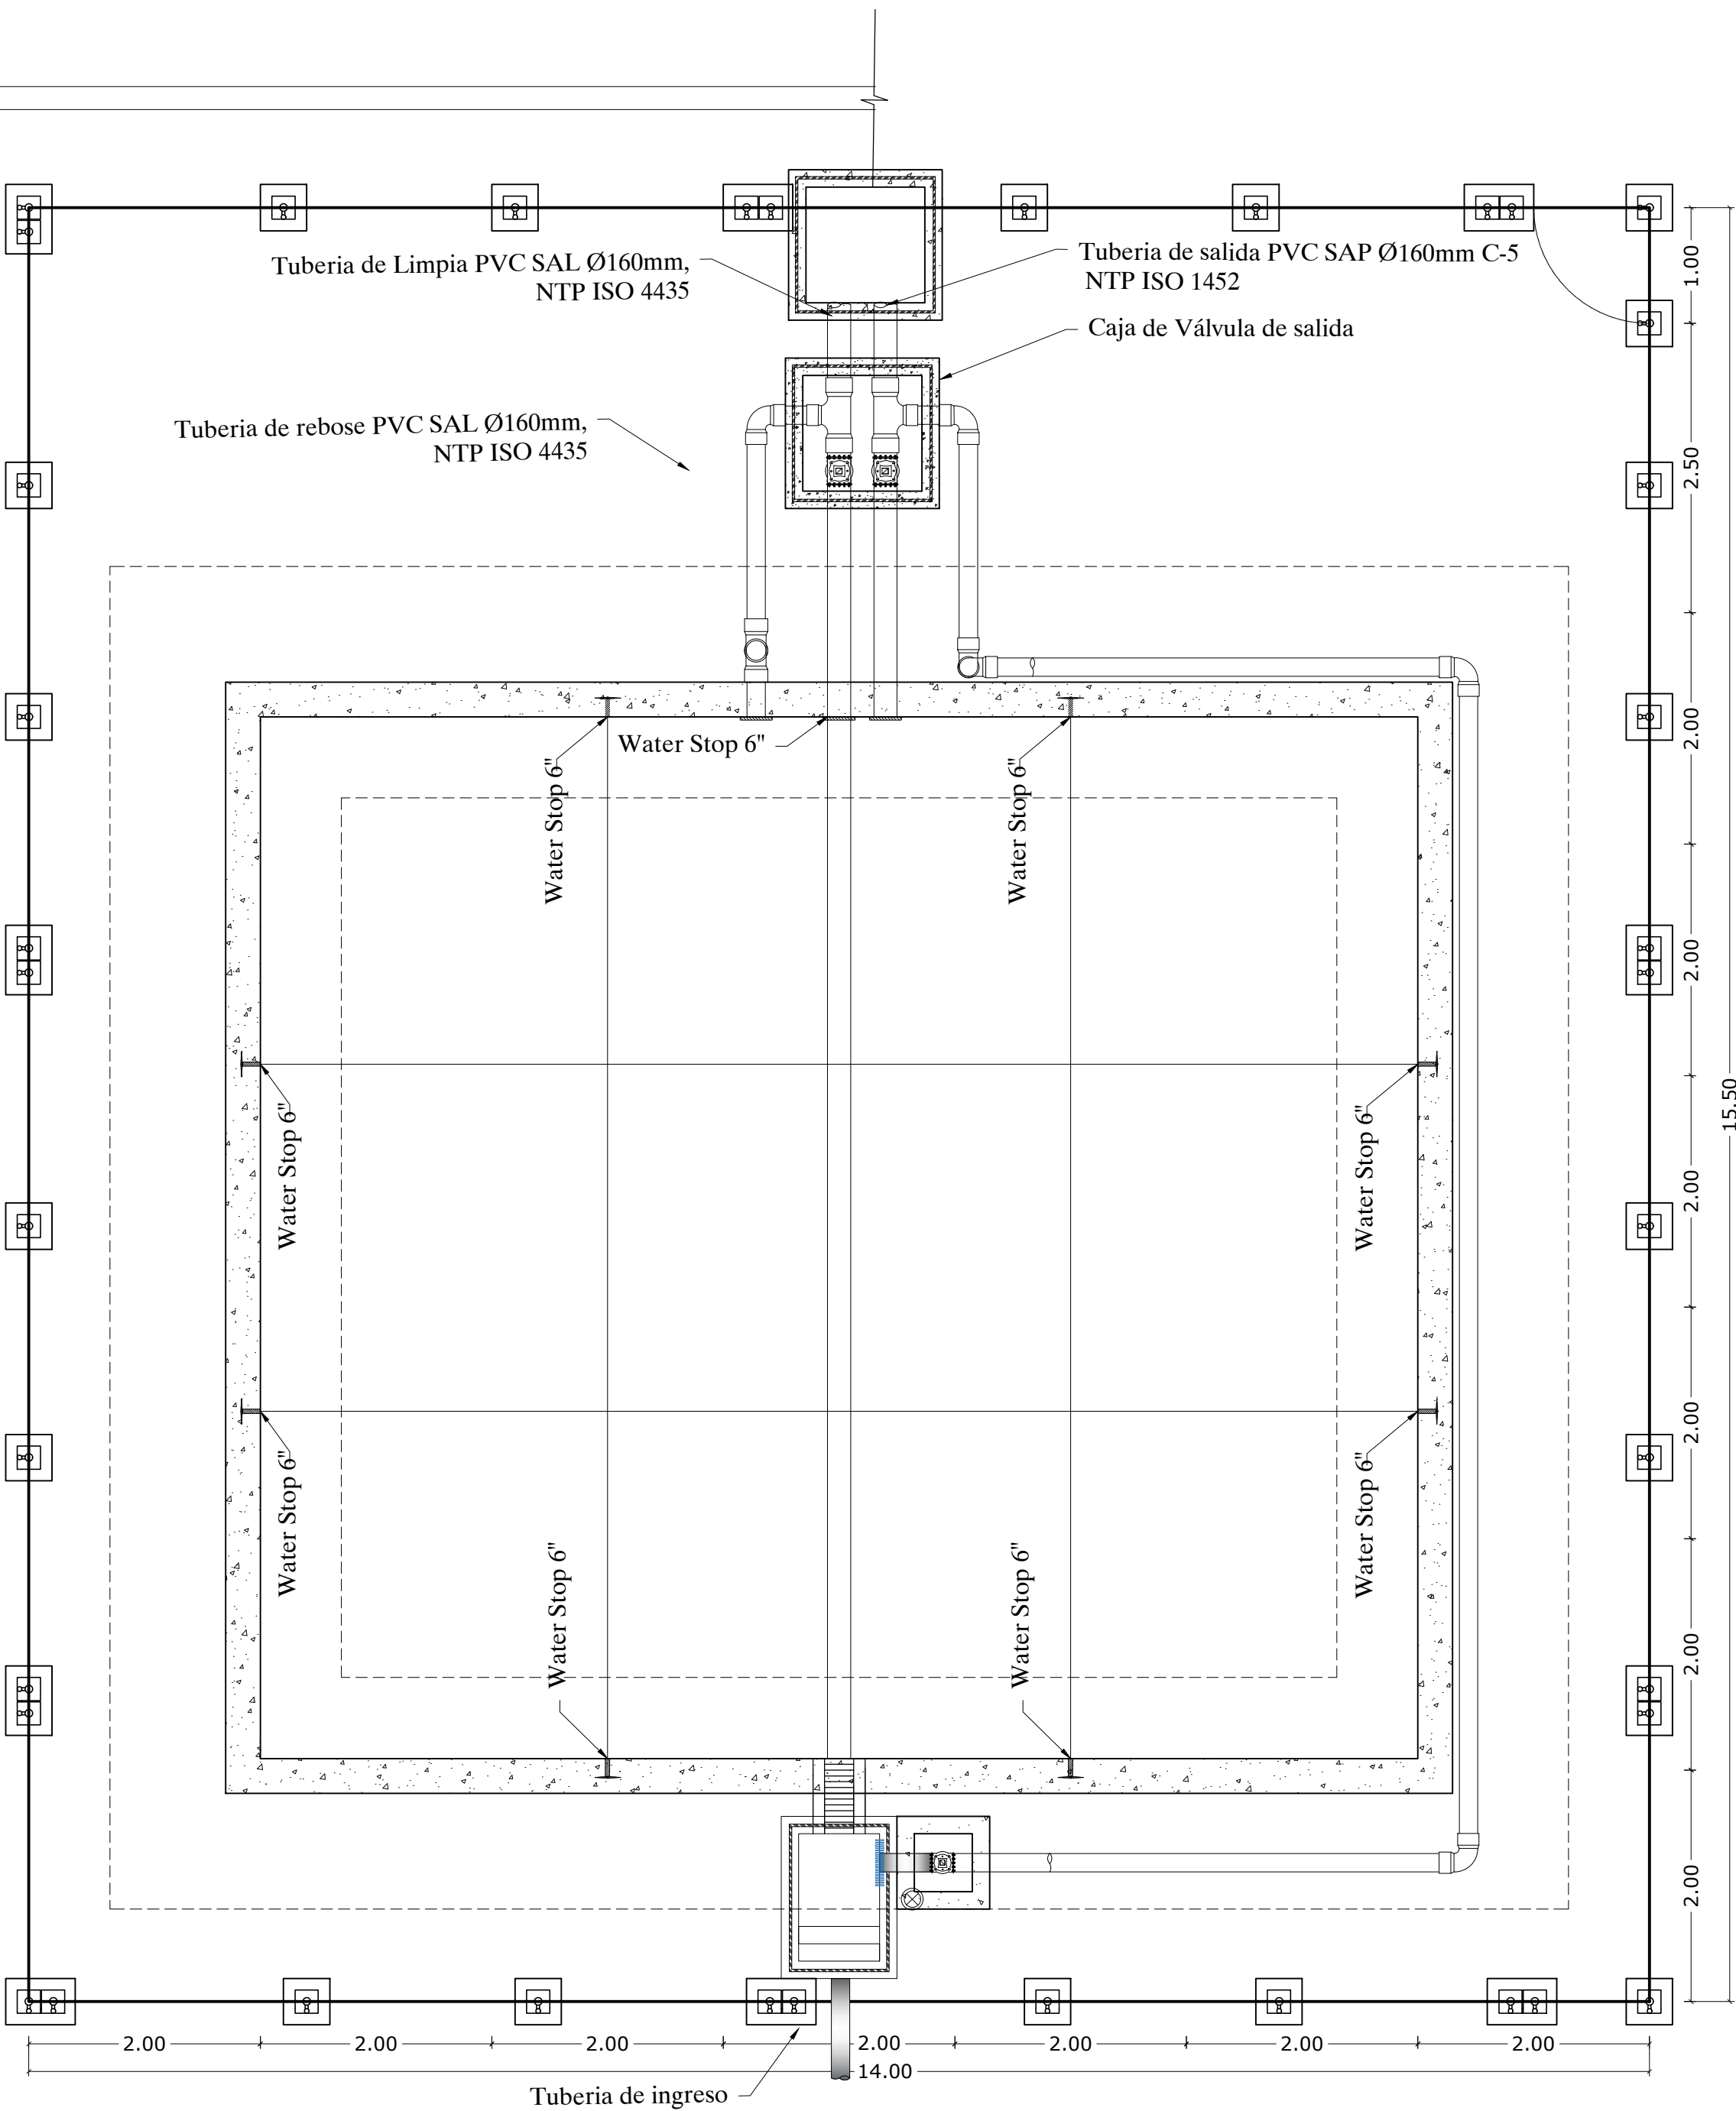 Tuberia de Limpia PVC SAL Ø160mm,
NTP ISO 4435
Tuberia de salida PVC SAP Ø160mm C-5
NTP ISO 1452
Caja de Válvula de salida
Tuberia de rebose PVC SAL Ø160mm,
NTP ISO 4435
Water Stop 6"
Water Stop 6"
Water Stop 6"
Water Stop 6"
Water Stop 6"
Water Stop 6"
Water Stop 6"
Water Stop 6"
Water Stop 6"
1.00
2.50
2.00
2.00
2.00
2.00
2.00
2.00
15.50
2.00
2.00
2.00
2.00
2.00
2.00
2.00
14.00
Tuberia de ingreso